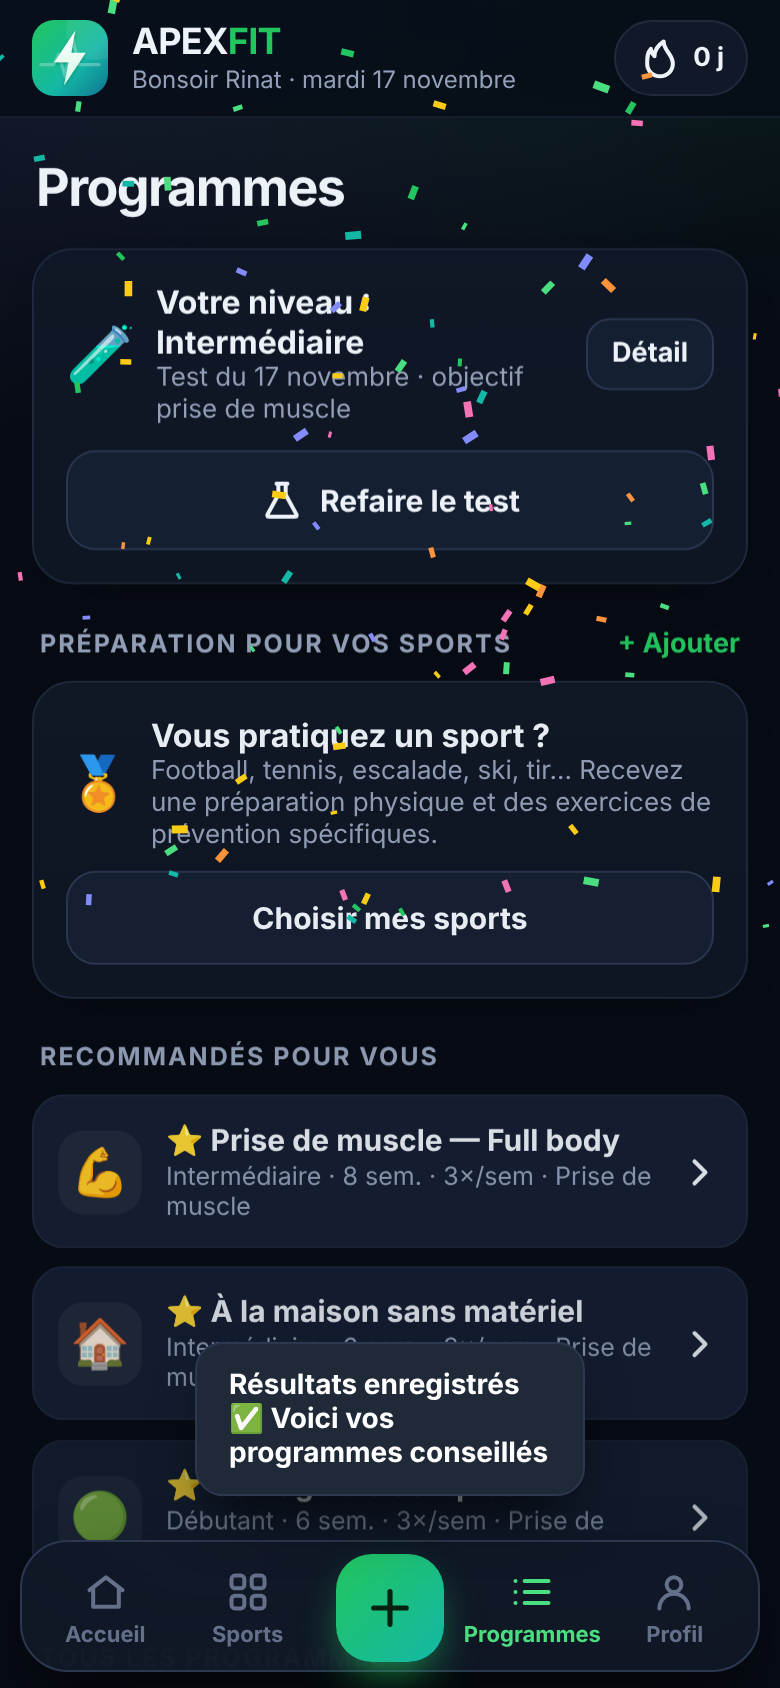 APEXFIT
Bonsoir Rinat · mardi 17 novembre
0 j
Programmes
Votre niveau :
Intermédiaire
Test du 17 novembre · objectif
prise de muscle
Détail
Refaire le test
PRÉPARATION POUR VOS SPORTS
+ Ajouter
Vous pratiquez un sport ?
Football, tennis, escalade, ski, tir... Recevez
une préparation physique et des exercices de
prévention spécifiques.
Choisir mes sports
RECOMMANDÉS POUR VOUS
⭐ Prise de muscle — Full body
Intermédiaire · 8 sem. · 3×/sem · Prise de
muscle
⭐ À la maison sans matériel
Prise de
Résultats enregistrés
✅ Voici vos
programmes conseillés
Débutant · 6 sem. · 3×/sem · Prise de
Accueil
Sports
Programmes
Profil
TOUS LES